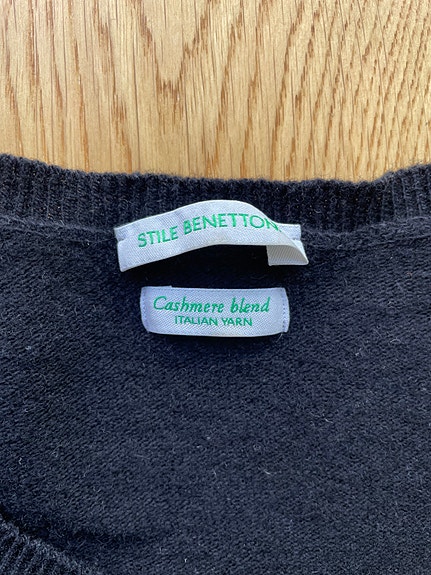 STILE BENETTON
Cashmere blend
ITALIAN YARN